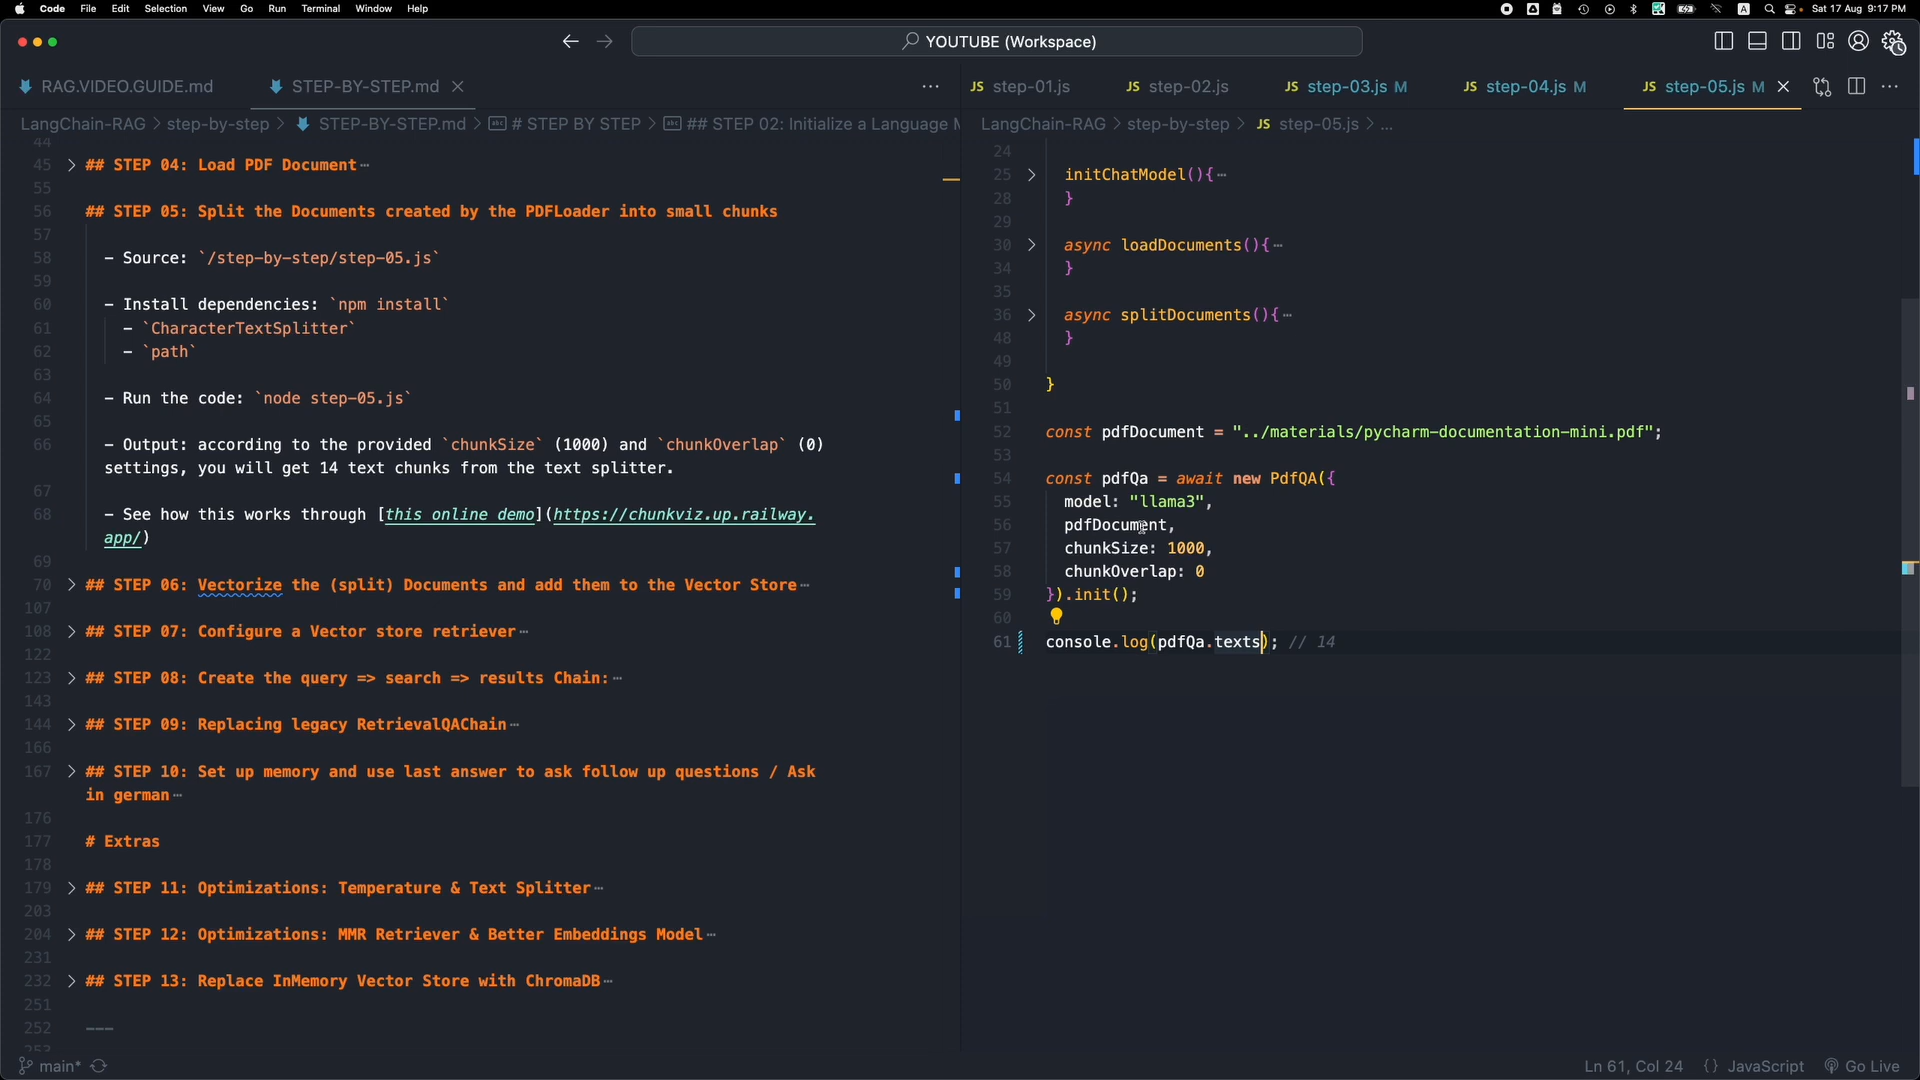 Code File Edit Selection View Go Run Terminal Window Help
A Sat 17 Aug 9:17 PM
YOUTUBE (Workspace)
RAG.VIDEO.GUIDE.md STEP-BY-STEP.md
LangChain-RAG > step-by-step > STEP-BY-STEP.md > # STEP BY STEP > ## STEP 02: Initialize a Language
44
45 ## STEP 04: Load PDF Document
55
56 ## STEP 05: Split the Documents created by the PDFLoader into small chunks
57
58 - Source: `/step-by-step/step-05.js`
59
60 - Install dependencies: `npm install`
61 - `CharacterTextSplitter`
62 - `path`
63
64 - Run the code: `node step-05.js`
65
66 - Output: according to the provided `chunkSize` (1000) and `chunkOverlap` (0)
settings, you will get 14 text chunks from the text splitter.
67
68 - See how this works through [this online demo](https://chunkviz.up.railway.
app/)
69
70 ## STEP 06: Vectorize the (split) Documents and add them to the Vector Store
107
108 ## STEP 07: Configure a Vector store retriever
122
123 ## STEP 08: Create the query => search => results Chain:
143
144 ## STEP 09: Replacing legacy RetrievalQAChain
166
167 ## STEP 10: Set up memory and use last answer to ask follow up questions / Ask
in german
176
177 # Extras
178
179 ## STEP 11: Optimizations: Temperature & Text Splitter
203
204 ## STEP 12: Optimizations: MMR Retriever & Better Embeddings Model
231
232 ## STEP 13: Replace InMemory Vector Store with ChromaDB
251
252 ---
253
JS step-01.js JS step-02.js JS step-03.js M JS step-04.js M JS step-05.js M
LangChain-RAG > step-by-step > JS step-05.js > ...
24
25 initChatModel(){
28 }
29
30 async loadDocuments(){
34 }
35
36 async splitDocuments(){
48 }
49
50 }
51
52 const pdfDocument = "../materials/pycharm-documentation-mini.pdf";
53
54 const pdfQa = await new PdfQA({
55 model: "llama3",
56 pdfDocument,
57 chunkSize: 1000,
58 chunkOverlap: 0
59 }).init();
60
61 console.log(pdfQa.texts); // 14
main* Ln 61, Col 24 {} JavaScript Go Live